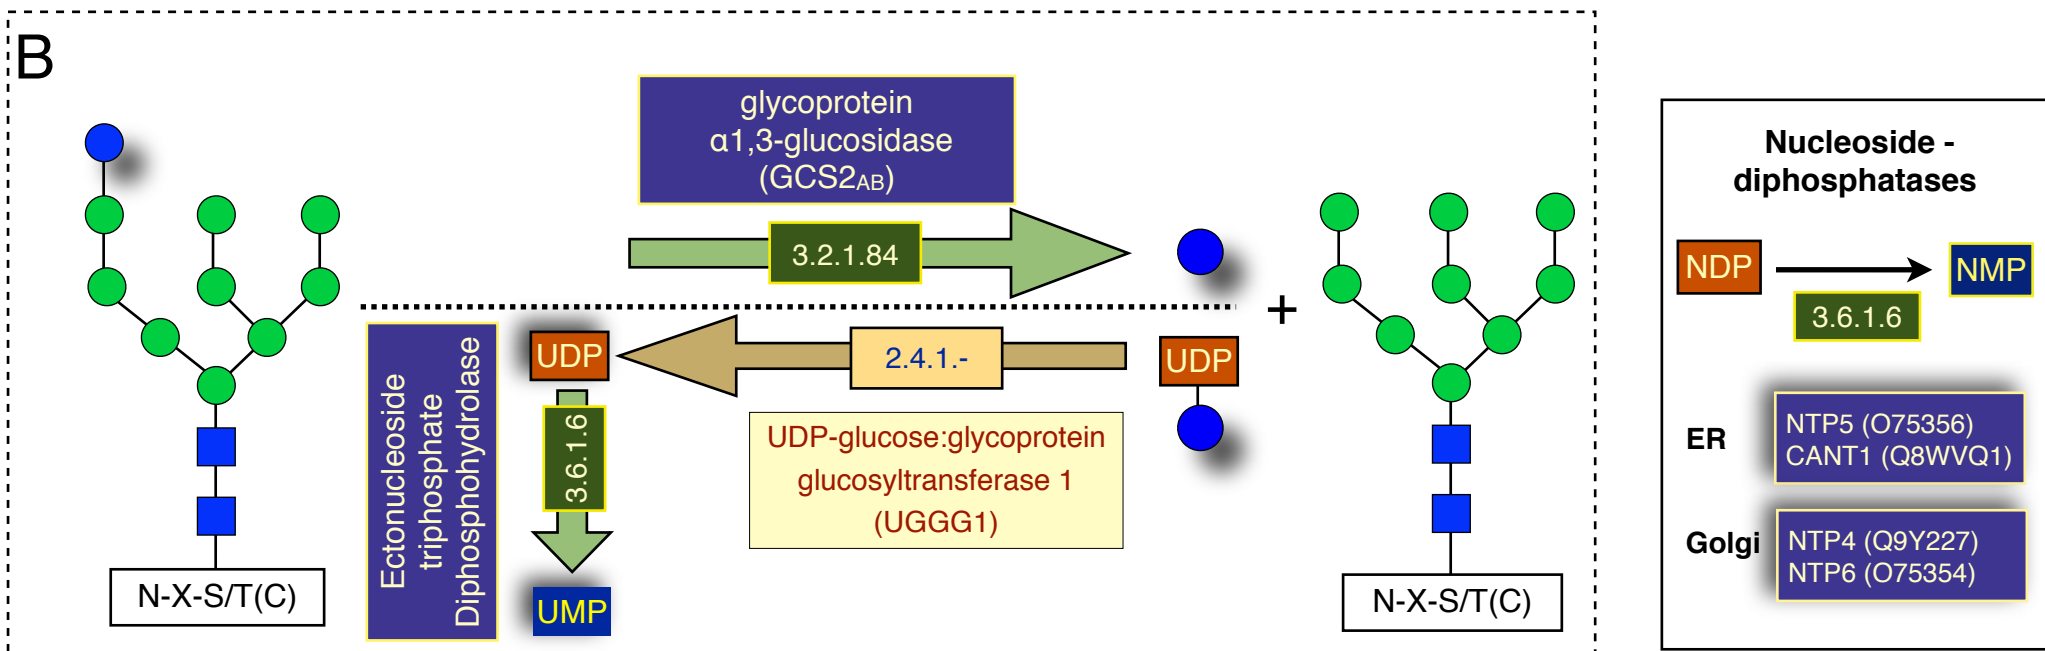 B
glycoprotein
α1,3-glucosidase
(GCS2AB)
3.2.1.84
+
UDP
2.4.1.-
UDP
Ectonucleoside
triphosphate
Diphosphohydrolase
3.6.1.6
UDP-glucose:glycoprotein
glucosyltransferase 1
(UGGG1)
UMP
N-X-S/T(C)
N-X-S/T(C)
Nucleoside -
diphosphatases
NDP
NMP
3.6.1.6
ER
NTP5 (O75356)
CANT1 (Q8WVQ1)
Golgi
NTP4 (Q9Y227)
NTP6 (O75354)